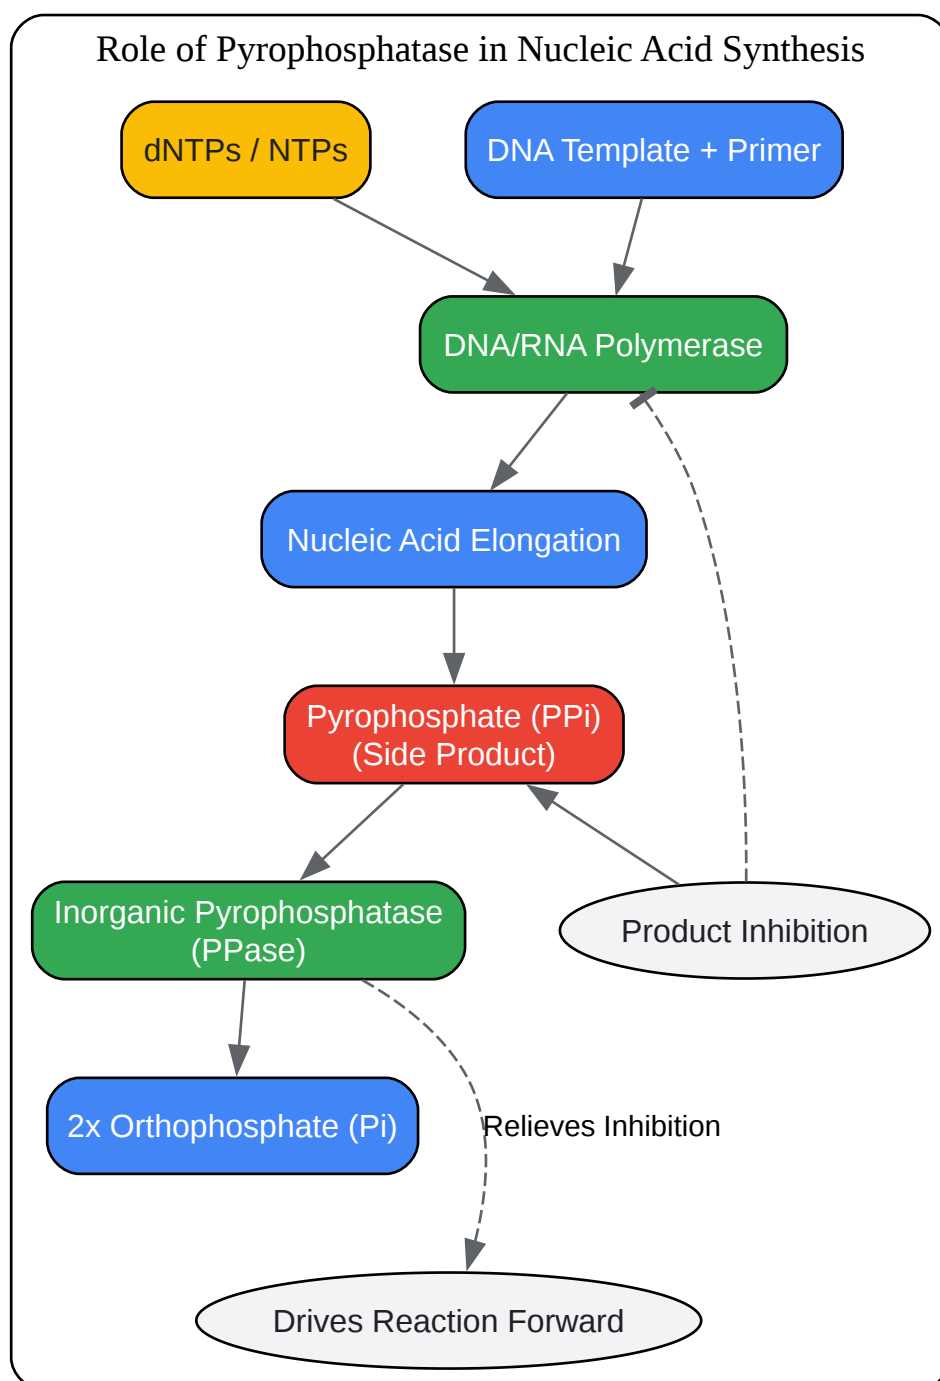 Role of Pyrophosphatase in Nucleic Acid Synthesis
dNTPs / NTPs
DNA Template + Primer
DNA/RNA Polymerase
Nucleic Acid Elongation
Pyrophosphate (PPi)
(Side Product)
Inorganic Pyrophosphatase
(PPase)
Product Inhibition
2x Orthophosphate (Pi)
Relieves Inhibition
Drives Reaction Forward